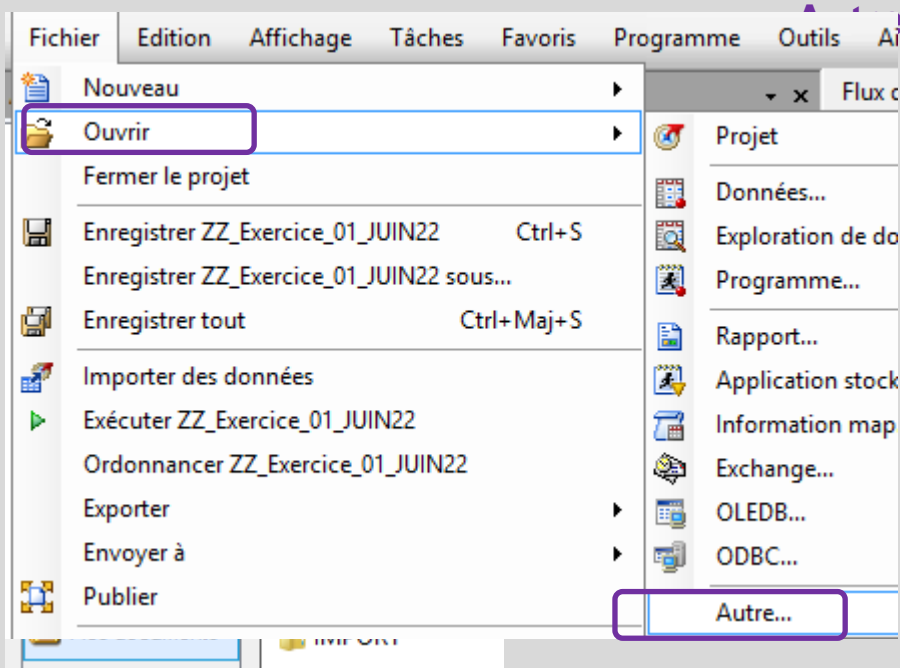 Fichier Edition Affichage Tâches Favoris Programme Outils
Nouveau
Ouvrir
Fermer le projet
Enregistrer ZZ_Exercice_01_JUIN22 Ctrl+S
Enregistrer ZZ_Exercice_01_JUIN22 sous...
Enregistrer tout Ctrl+Maj+S
Importer des données
Exécuter ZZ_Exercice_01_JUIN22
Ordonnancer ZZ_Exercice_01_JUIN22
Exporter
Envoyer à
Publier
Flux
Projet
Données...
Exploration de
Programme...
Rapport...
Application
Information map
Exchange...
OLEDB...
ODBC...
Autre...